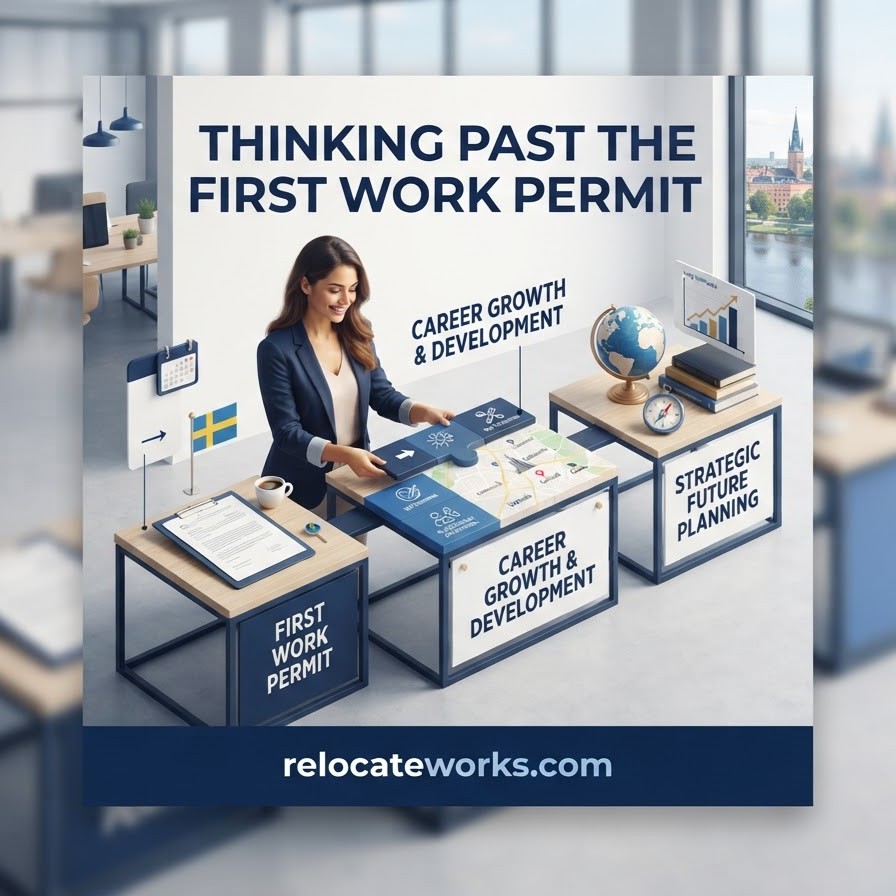 THINKING PAST THE
FIRST WORK PERMIT
CAREER GROWTH
& DEVELOPMENT
FIRST
WORK
PERMIT
CAREER
GROWTH &
DEVELOPMENT
STRATEGIC
FUTURE
PLANNING
relocateworks.com